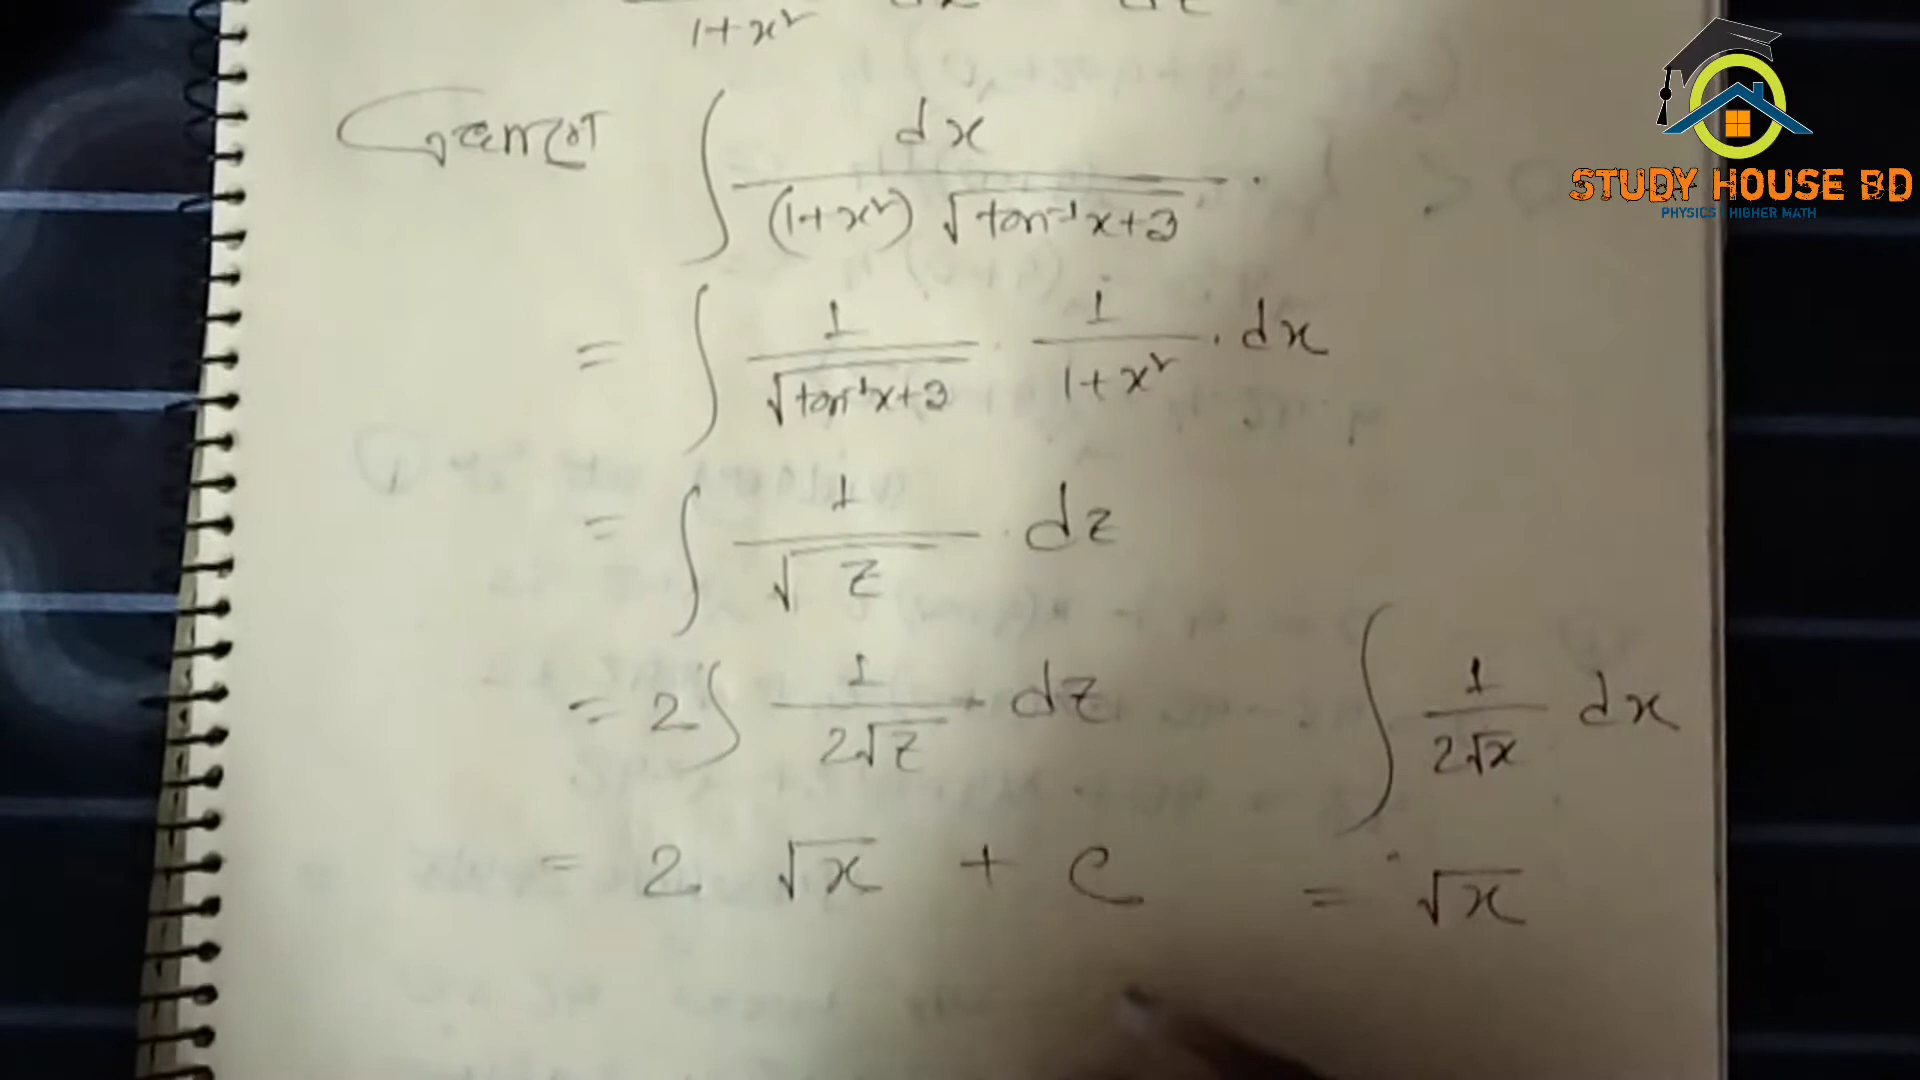 1+x²
∫ dx / (1+x²) √tan⁻¹x+3 .
= ∫ 1/√tan⁻¹x+3 . 1/1+x² . dx
= ∫ 1/√z . dz
= 2∫ 1/2√z dz
= 2 √x + c
∫ 1/2√x dx
= √x
STUDY HOUSE BD
PHYSICS HIGHER MATH